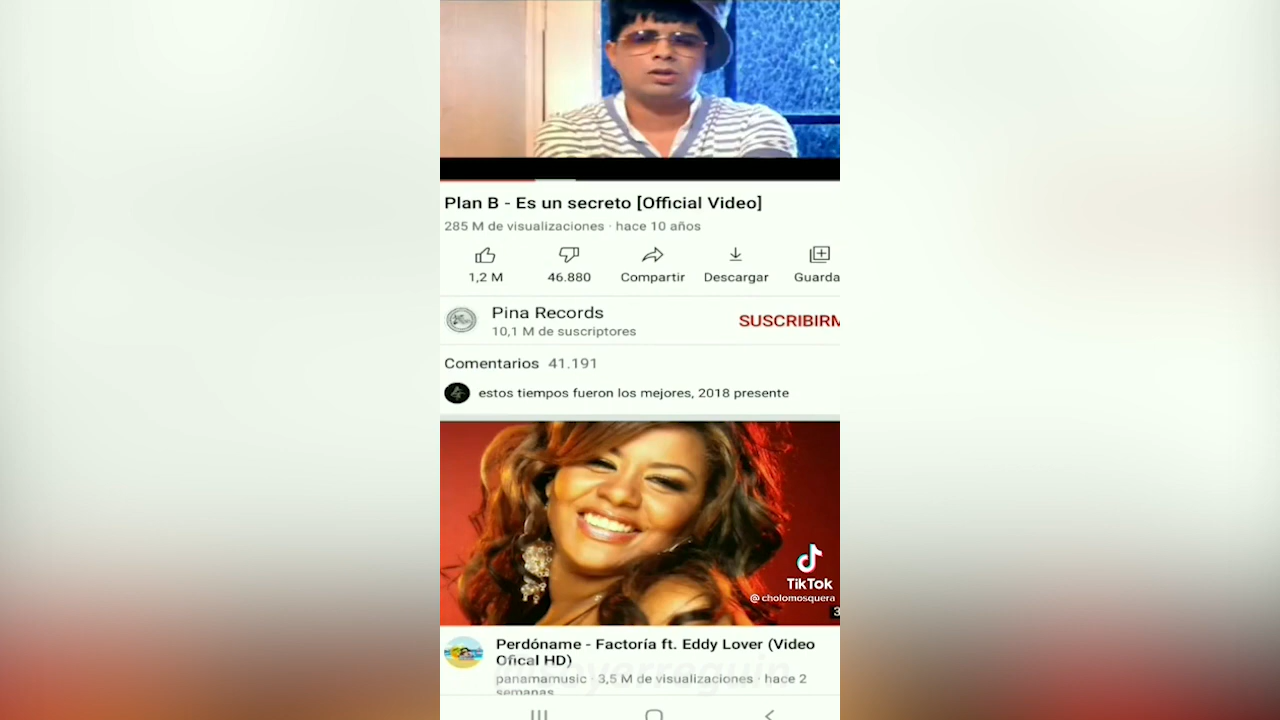 Plan B - Es un secreto [Official Video]
285 M de visualizaciones · hace 10 años
1,2 M
46.880
Compartir
Descargar
Guarda
Pina Records
SUSCRIBIRM
10,1 M de suscriptores
Comentarios 41.191
estos tiempos fueron los mejores, 2018 presente
TikTok
@cholomosquera
3
Perdóname - Factoría ft. Eddy Lover (Video
Ofical HD)
panamamusic · 3,5 M de visualizaciones · hace 2
semanas